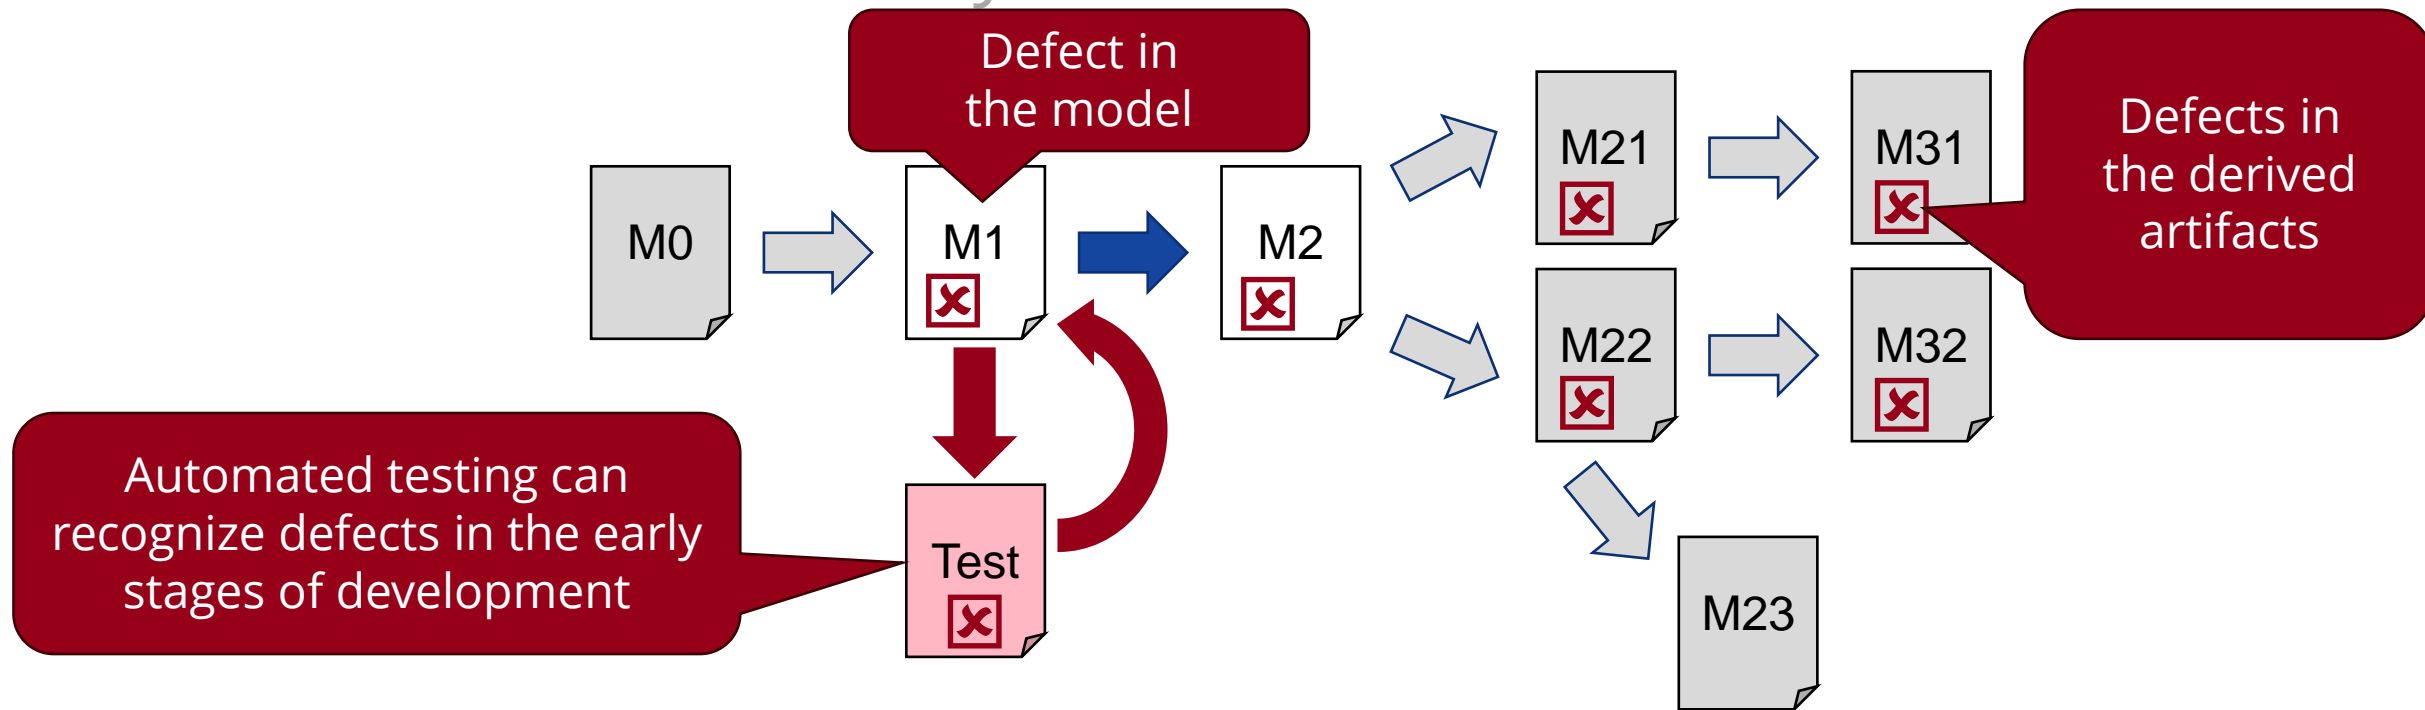 Defect in
the model
M0
M1
M2
M21
M31
M22
M32
M23
Defects in
the derived
artifacts
Automated testing can
recognize defects in the early
stages of development
Test